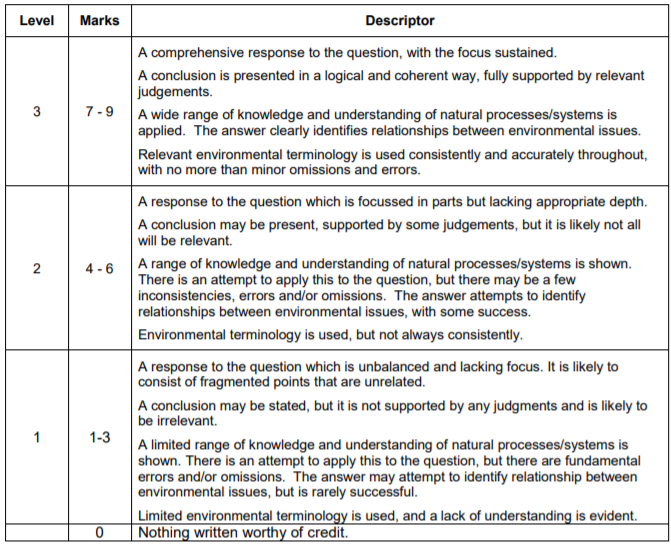 Level Marks Descriptor
A comprehensive response to the question, with the focus sustained.
A conclusion is presented in a logical and coherent way, fully supported by relevant
judgements.
3 7 - 9 A wide range of knowledge and understanding of natural processes/systems is
applied. The answer clearly identifies relationships between environmental issues.
Relevant environmental terminology is used consistently and accurately throughout,
with no more than minor omissions and errors.
A response to the question which is focussed in parts but lacking appropriate depth.
A conclusion may be present, supported by some judgements, but it is likely not all
will be relevant.
2 4 - 6 A range of knowledge and understanding of natural processes/systems is shown.
There is an attempt to apply this to the question, but there may be a few
inconsistencies, errors and/or omissions. The answer attempts to identify
relationships between environmental issues, with some success.
Environmental terminology is used, but not always consistently.
A response to the question which is unbalanced and lacking focus. It is likely to
consist of fragmented points that are unrelated.
A conclusion may be stated, but it is not supported by any judgments and is likely to
be irrelevant.
1 1-3 A limited range of knowledge and understanding of natural processes/systems is
shown. There is an attempt to apply this to the question, but there are fundamental
errors and/or omissions. The answer may attempt to identify relationship between
environmental issues, but is rarely successful.
Limited environmental terminology is used, and a lack of understanding is evident.
0 Nothing written worthy of credit.